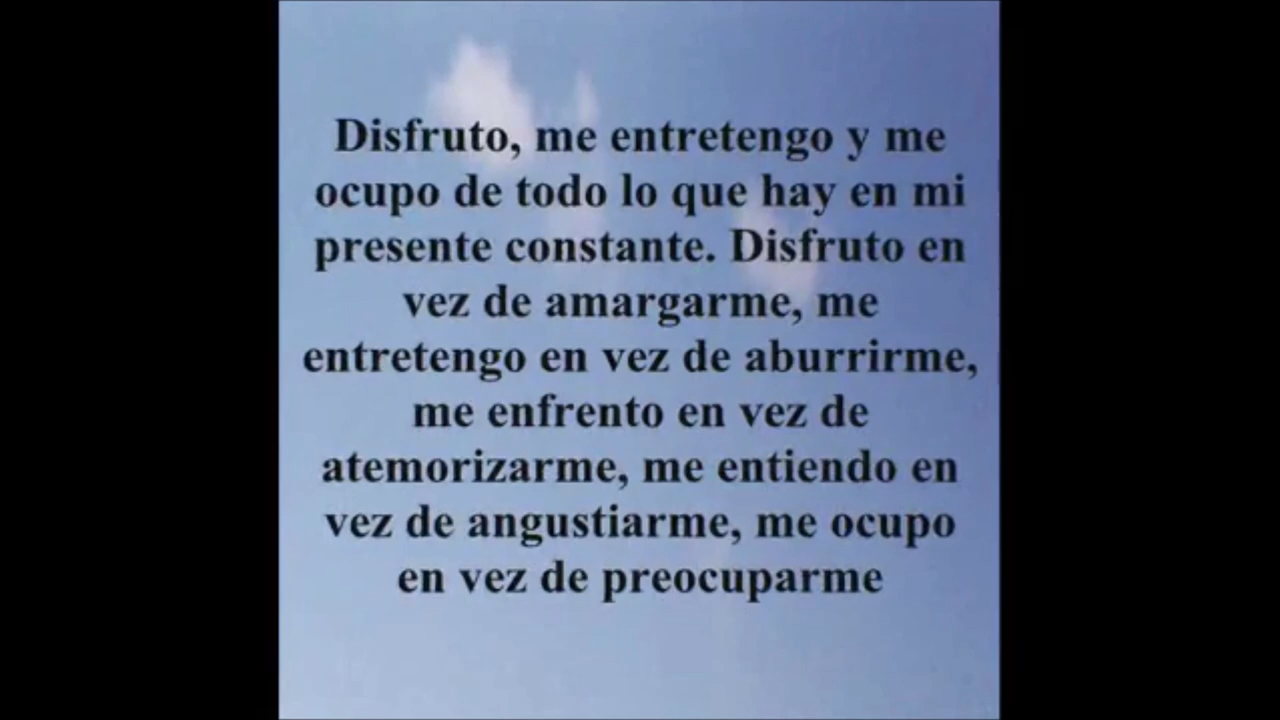 Disfruto, me entretengo y me
ocupo de todo lo que hay en mi
presente constante. Disfruto en
vez de amargarme, me
entretengo en vez de aburrirme,
me enfrento en vez de
atemorizarme, me entiendo en
vez de angustiarme, me ocupo
en vez de preocuparme